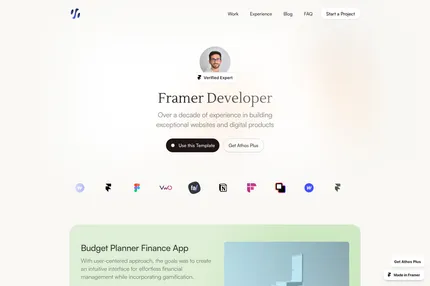 Work
Experience
Blog
FAQ
Start a Project
Verified Expert
Framer Developer
Over a decade of experience in building
exceptional websites and digital products
Use this Template
Get Athos Plus
VWO
fa!
Budget Planner Finance App
With user-centered approach, the goal was to create
an intuitive interface for effortless financial
management while incorporating gamification.
Get Athos Plus
Made in Framer